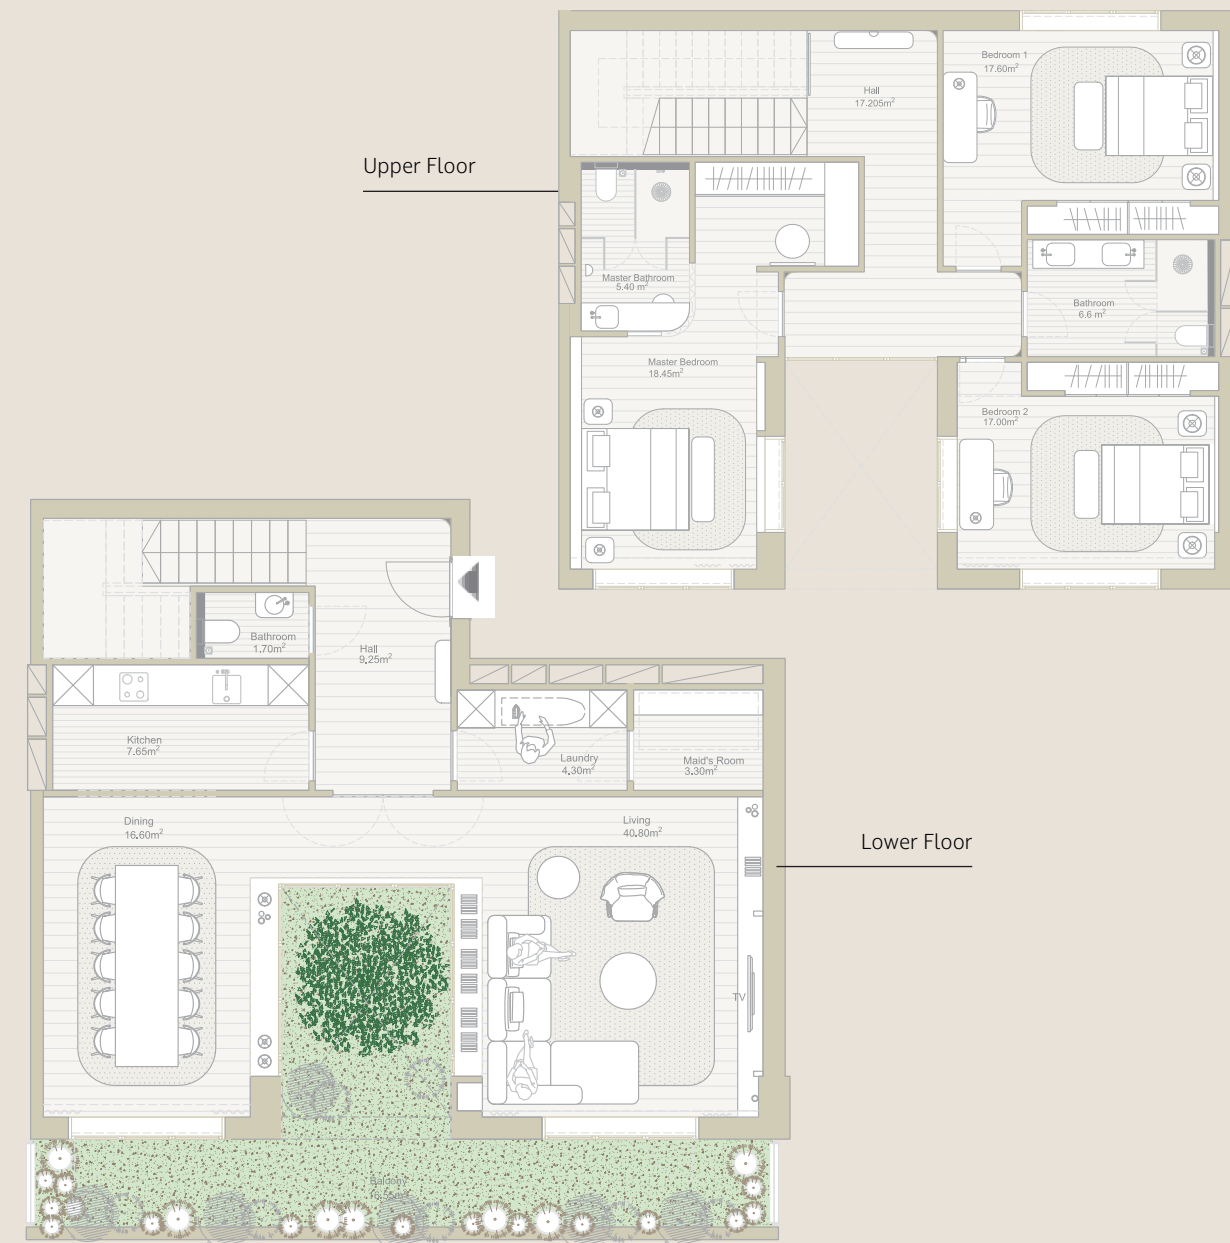 Upper Floor
Hall
17.205m²
Bedroom 1
17.60m²
Master Bathroom
5.40 m²
Bathroom
6.6 m²
Master Bedroom
18.45m²
Bedroom 2
17.00m²
Lower Floor
Bathroom
1.70m²
Hall
9.25m²
Kitchen
7.65m²
Laundry
4.30m²
Maid's Room
3.30m²
Dining
16.60m²
Living
40.80m²
TV
Balcony